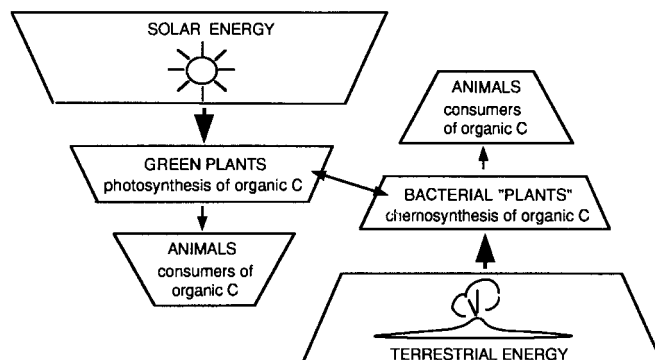 SOLAR ENERGY
GREEN PLANTS
photosynthesis of organic C
ANIMALS
consumers of
organic C
ANIMALS
consumers
of organic C
BACTERIAL "PLANTS"
chemosynthesis of organic C
TERRESTRIAL ENERGY